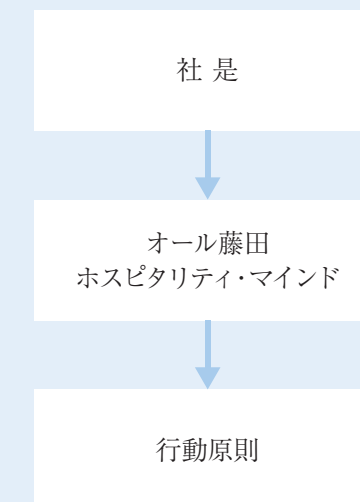 社 是
オール藤田
ホスピタリティ・マインド
行動原則